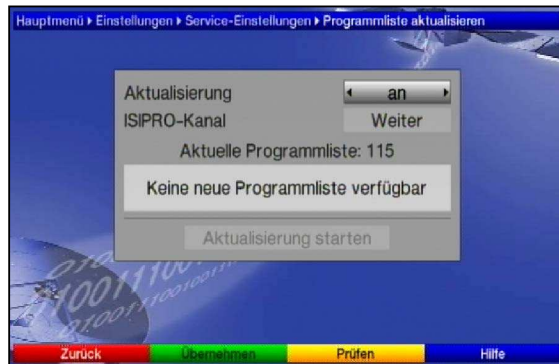 Hauptmenü ▸ Einstellungen ▸ Service-Einstellungen ▸ Programmliste aktualisieren
Aktualisierung ◂ an ▸
ISIPRO-Kanal Weiter
Aktuelle Programmliste: 115
Keine neue Programmliste verfügbar
Aktualisierung starten
Zurück Übernehmen Prüfen Hilfe